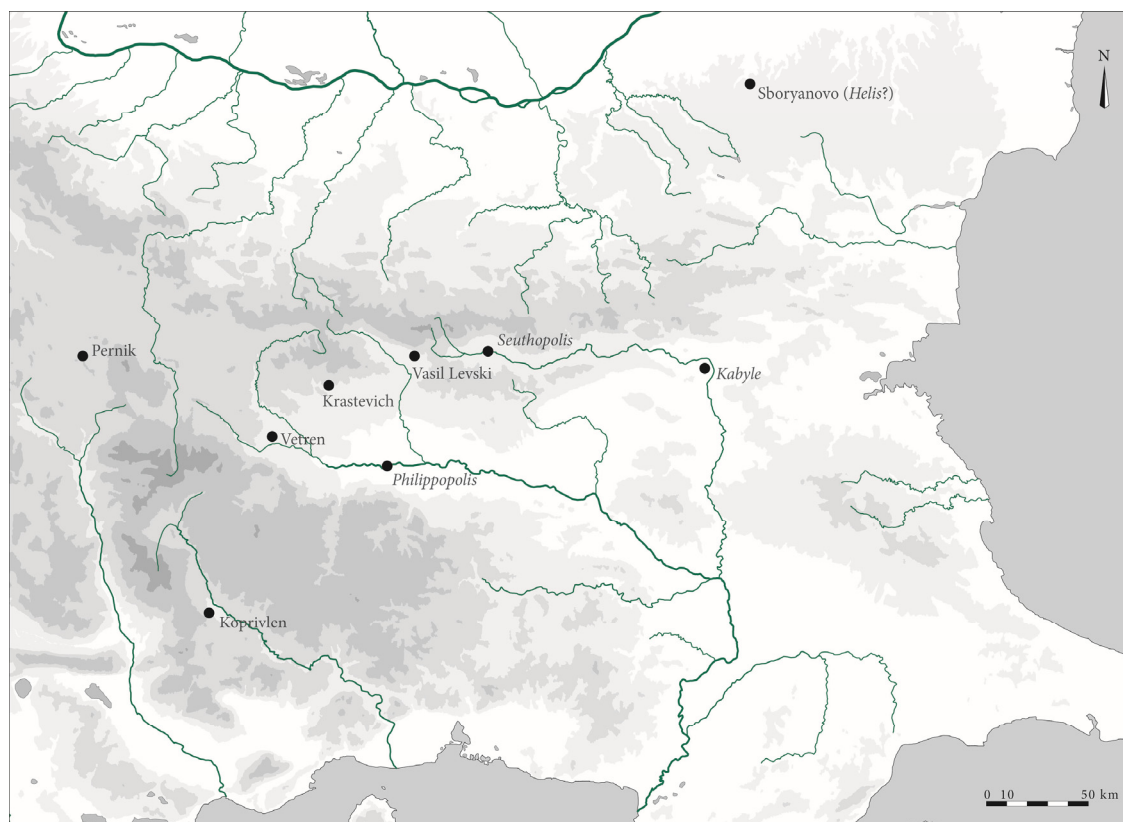 N
Sboryanovo (Helis?)
Seuthopolis
Pernik
Vasil Levski
Kabyle
Krastevich
Vetren
Philippopolis
Koprivlen
0 10 50 km